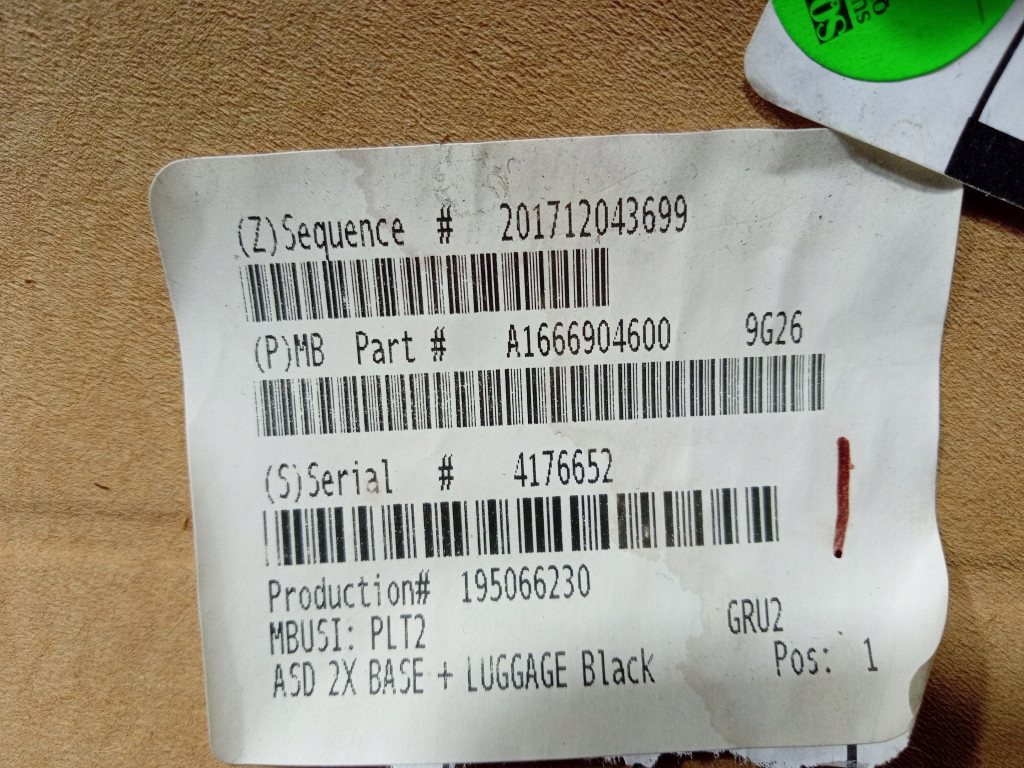 (Z)Sequence # 201712043699
(P)MB Part # A1666904600 9G26
(S)Serial # 4176652
Production# 195066230
MBUSI: PLT2 GRU2
ASD 2X BASE + LUGGAGE Black Pos: 1